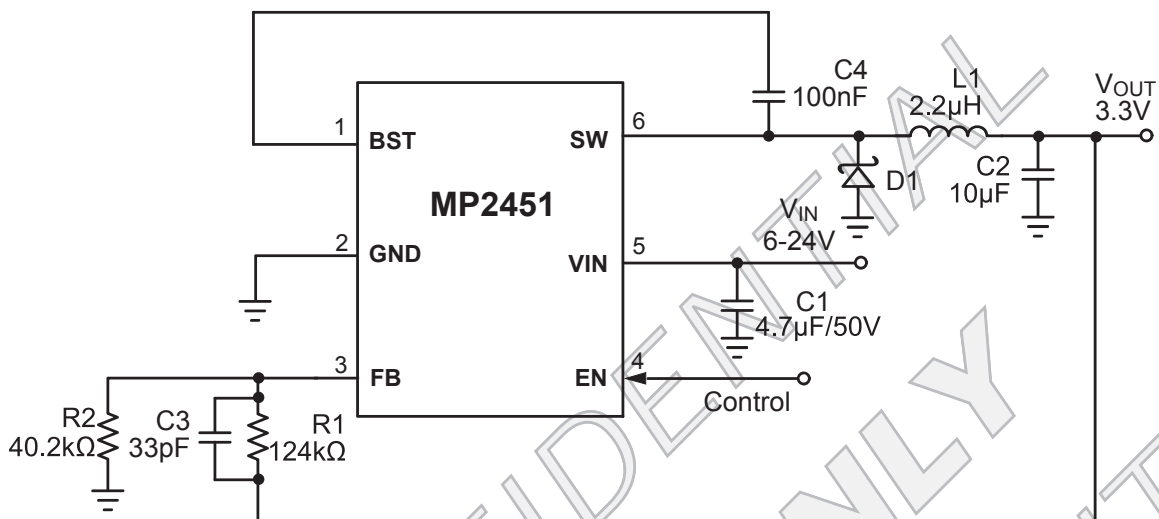 C4
100nF
L1
2.2µH
VOUT
3.3V
1
BST
SW
6
D1
C2
10µF
MP2451
VIN
6-24V
2
GND
VIN
5
C1
4.7µF/50V
3
FB
EN
4
Control
R2
40.2kΩ
C3
33pF
R1
124kΩ
FIDENTIAL
ONLY